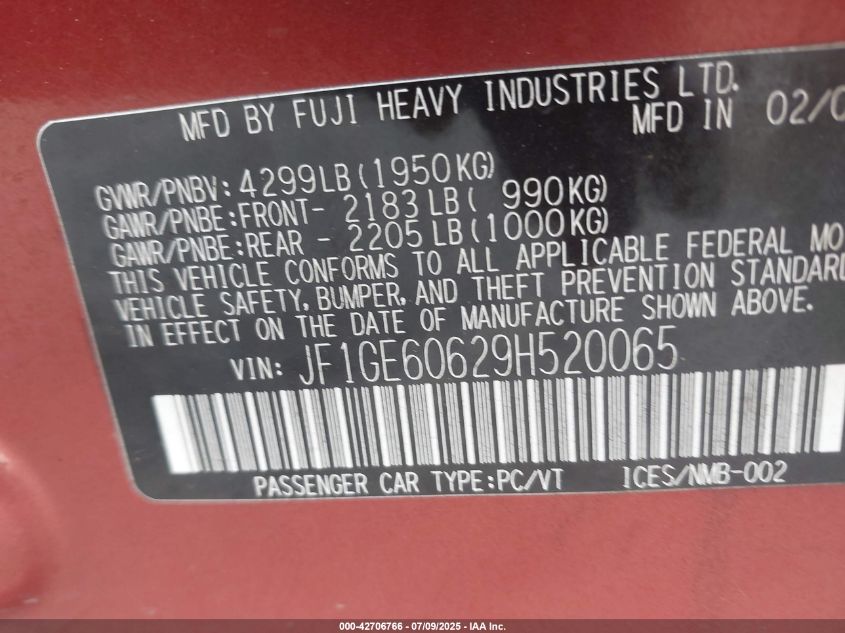 MFD BY FUJI HEAVY INDUSTRIES LTD.
MFD IN 02/0
GVWR/PNBV: 4299LB(1950KG)
GAWR/PNBE:FRONT- 2183LB( 990KG)
GAWR/PNBE:REAR - 2205LB(1000KG)
THIS VEHICLE CONFORMS TO ALL APPLICABLE FEDERAL MO
VEHICLE SAFETY, BUMPER, AND THEFT PREVENTION STANDARD
IN EFFECT ON THE DATE OF MANUFACTURE SHOWN ABOVE.
VIN: JF1GE60629H520065
PASSENGER CAR TYPE:PC/VT ICES/NMB-002
000-42706766 - 07/09/2025 - IAA Inc.